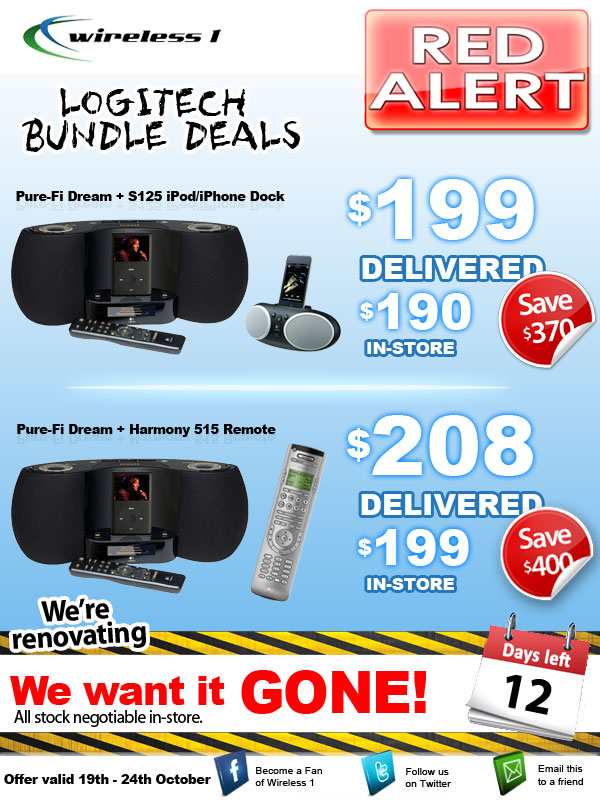 wireless 1
RED
ALERT
LOGITECH
BUNDLE DEALS
Pure-Fi Dream + S125 iPod/iPhone Dock
$199
DELIVERED
$190
IN-STORE
Save
$370
Pure-Fi Dream + Harmony 515 Remote
$208
DELIVERED
$199
IN-STORE
Save
$400
We're
renovating
We want it GONE!
All stock negotiable in-store.
Days left
12
Offer valid 19th - 24th October
Become a Fan
of Wireless 1
Follow us
on Twitter
Email this
to a friend